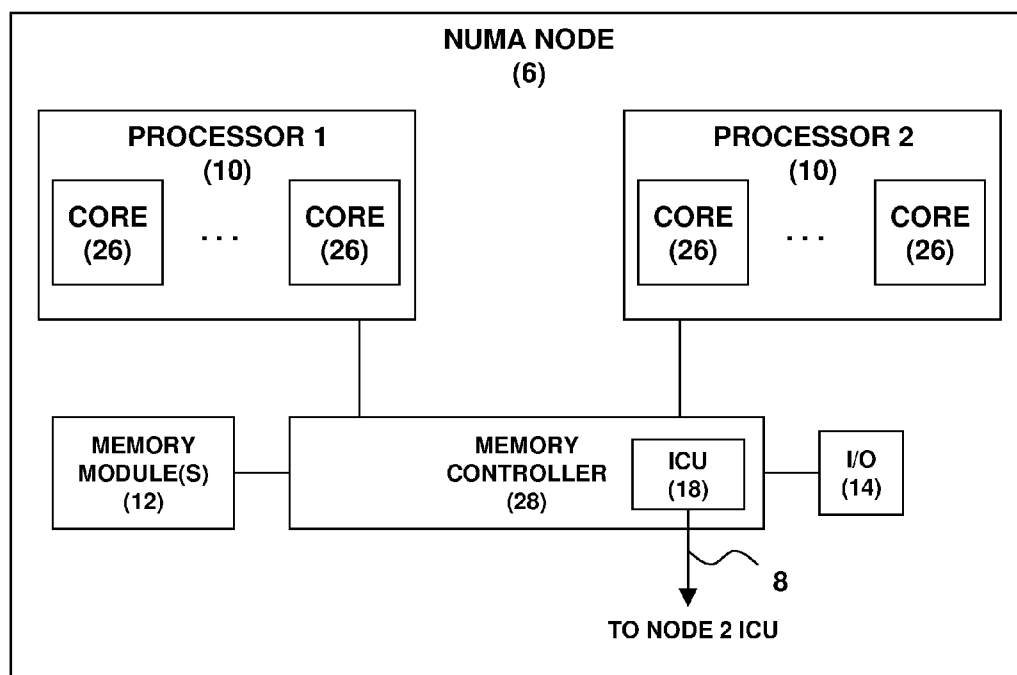 NUMA NODE
(6)
PROCESSOR 1
(10)
CORE
(26)
. . .
CORE
(26)
PROCESSOR 2
(10)
CORE
(26)
. . .
CORE
(26)
MEMORY
MODULE(S)
(12)
MEMORY
CONTROLLER
(28)
ICU
(18)
I/O
(14)
8
TO NODE 2 ICU